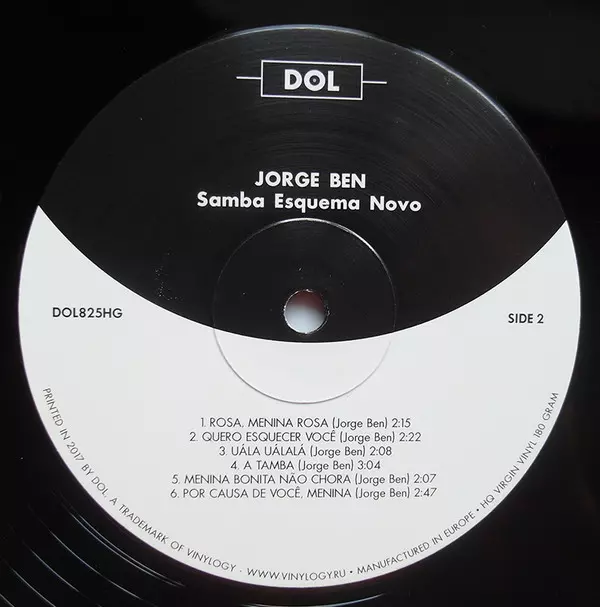 DOL
JORGE BEN
Samba Esquema Novo
DOL825HG
SIDE 2
1. ROSA, MENINA ROSA (Jorge Ben) 2:15
2. QUERO ESQUECER VOCÊ (Jorge Ben) 2:22
3. UÁLA UÁLALÁ (Jorge Ben) 2:08
4. A TAMBA (Jorge Ben) 3:04
5. MENINA BONITA NÃO CHORA (Jorge Ben) 2:07
6. POR CAUSA DE VOCÊ, MENINA (Jorge Ben) 2:47
PRINTED IN 2017 BY DOL. A TRADEMARK OF VINYLOGY · WWW.VINYLOGY.RU • MANUFACTURED IN EUROPE • HQ VIRGIN VINYL 180 GRAM